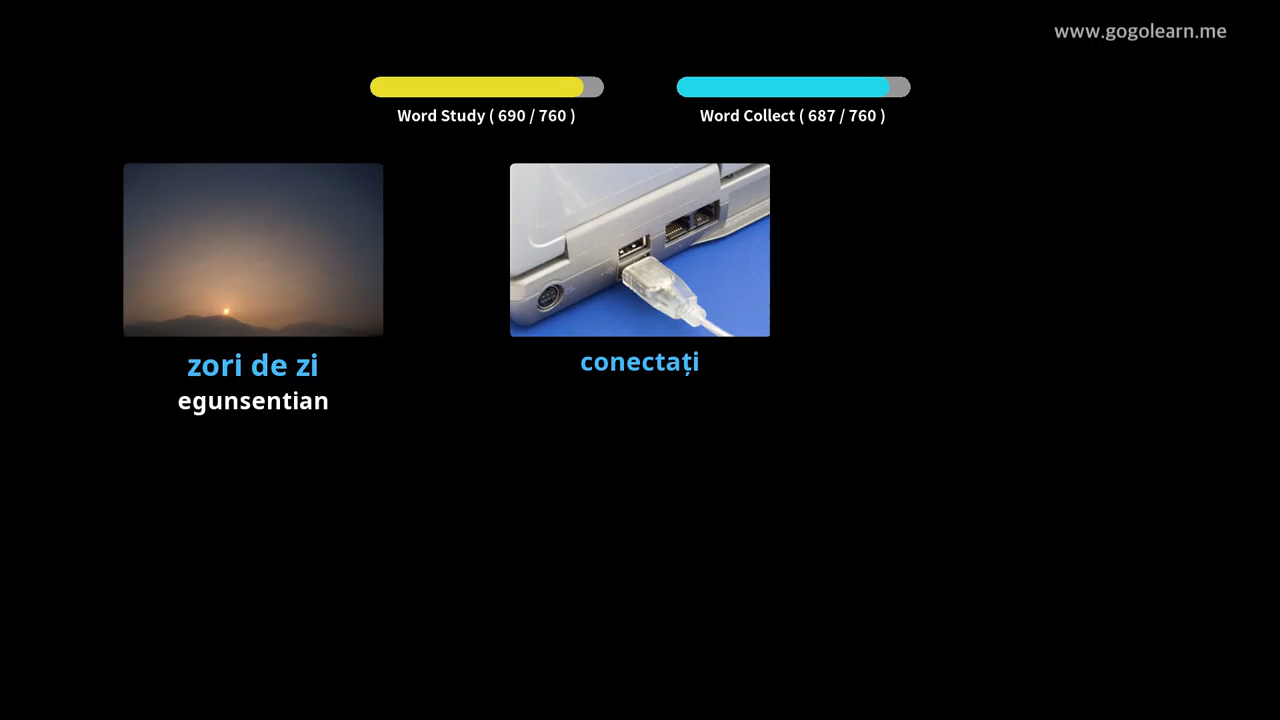 www.gogolearn.me
Word Study ( 690 / 760 )
Word Collect ( 687 / 760 )
zori de zi
egunsentian
conectați